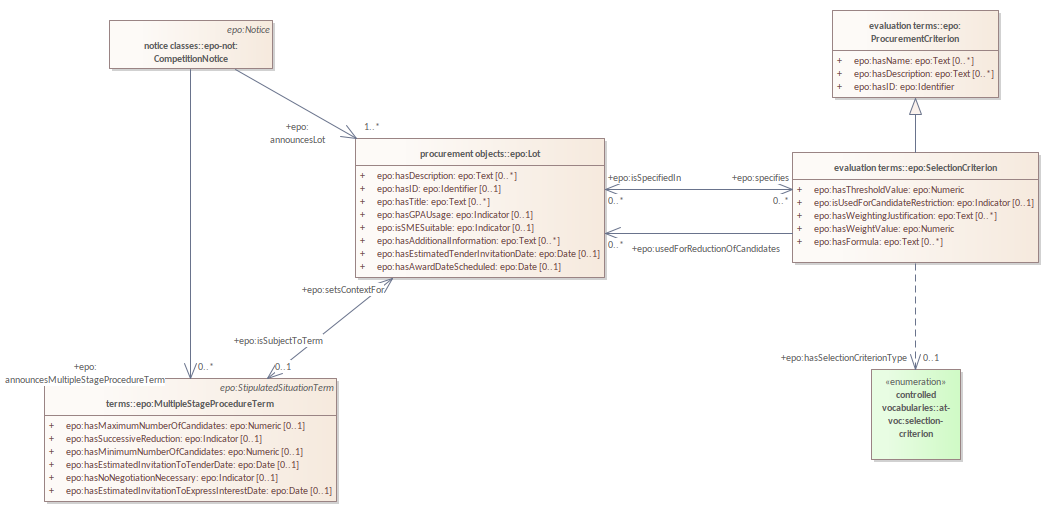 epo:Notice
notice classes::epo-not:
CompetitionNotice
evaluation terms::epo:
ProcurementCriterion
+ epo:hasName: epo:Text [0..*]
+ epo:hasDescription: epo:Text [0..*]
+ epo:hasID: epo:Identifier
+epo:
announcesLot
1..*
procurement objects::epo:Lot
+ epo:hasDescription: epo:Text [0..*]
+ epo:hasID: epo:Identifier [0..1]
+ epo:hasTitle: epo:Text [0..*]
+ epo:hasGPAUsage: epo:Indicator [0..1]
+ epo:isSMESuitable: epo:Indicator [0..1]
+ epo:hasAdditionalInformation: epo:Text [0..*]
+ epo:hasEstimatedTenderInvitationDate: epo:Date [0..1]
+ epo:hasAwardDateScheduled: epo:Date [0..1]
+epo:isSpecifiedIn
0..*
+epo:specifies
0..*
0..*
+epo:usedForReductionOfCandidates
evaluation terms::epo:SelectionCriterion
+ epo:hasThresholdValue: epo:Numeric
+ epo:isUsedForCandidateRestriction: epo:Indicator [0..1]
+ epo:hasWeightingJustification: epo:Text [0..*]
+ epo:hasWeightValue: epo:Numeric
+ epo:hasFormula: epo:Text [0..*]
+epo:setsContextFor
+epo:isSubjectToTerm
0..1
+epo:
announcesMultipleStageProcedureTerm
0..*
+epo:hasSelectionCriterionType
0..1
epo:StipulatedSituationTerm
terms::epo:MultipleStageProcedureTerm
+ epo:hasMaximumNumberOfCandidates: epo:Numeric [0..1]
+ epo:hasSuccessiveReduction: epo:Indicator [0..1]
+ epo:hasMinimumNumberOfCandidates: epo:Numeric [0..1]
+ epo:hasEstimatedInvitationToTenderDate: epo:Date [0..1]
+ epo:hasNoNegotiationNecessary: epo:Indicator [0..1]
+ epo:hasEstimatedInvitationToExpressInterestDate: epo:Date [0..1]
«enumeration»
controlled
vocabularies::at-
voc:selection-
criterion